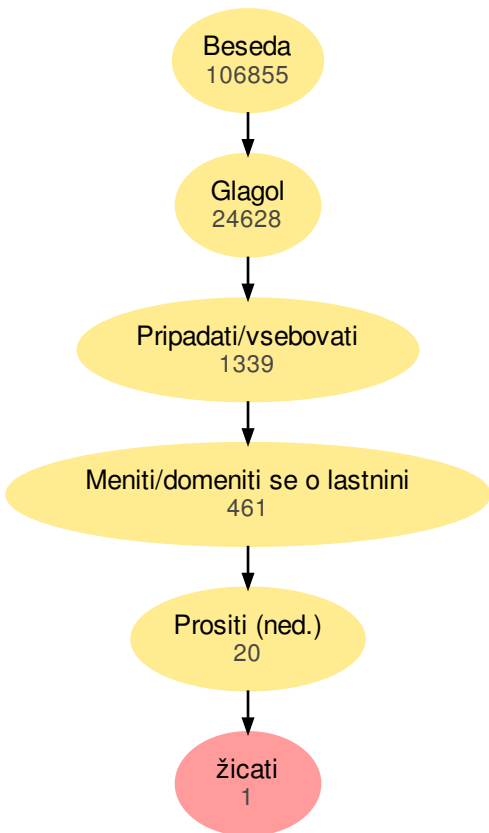 Beseda
106855
Glagol
24628
Pripadati/vsebovati
1339
Meniti/domeniti se o lastnini
461
Prositi (ned.)
20
žicati
1